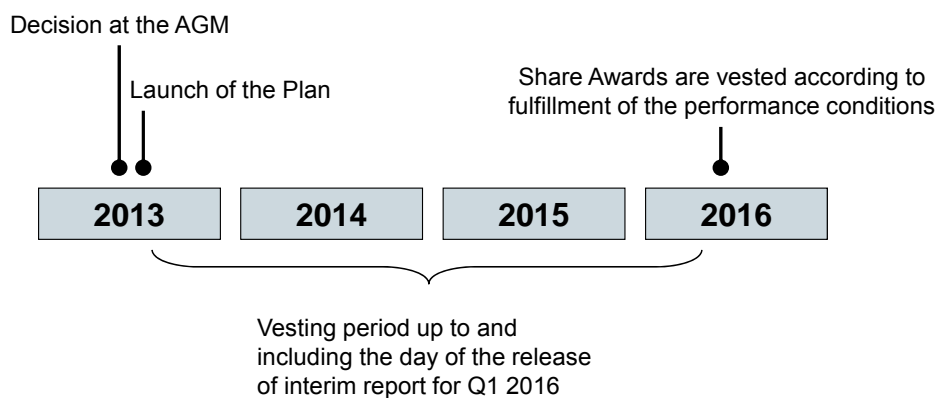 Decision at the AGM
Launch of the Plan
Share Awards are vested according to
fulfillment of the performance conditions
2013
2014
2015
2016
Vesting period up to and
including the day of the release
of interim report for Q1 2016